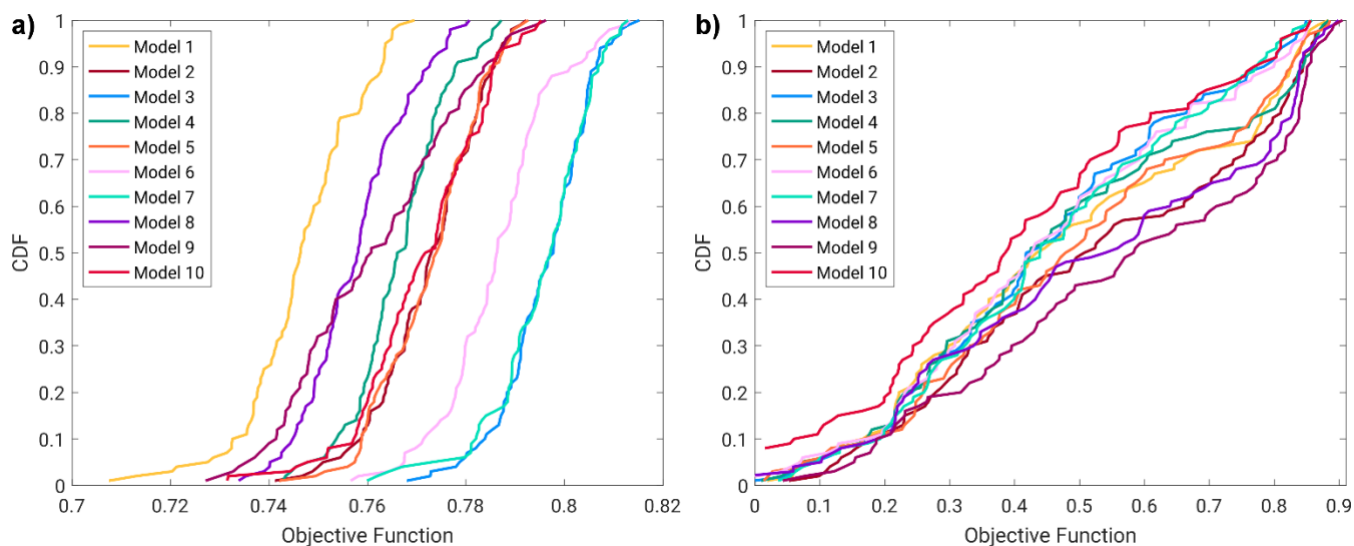 a)
Model 1
Model 2
Model 3
Model 4
Model 5
Model 6
Model 7
Model 8
Model 9
Model 10
CDF
1
0.9
0.8
0.7
0.6
0.5
0.4
0.3
0.2
0.1
0
0.7 0.72 0.74 0.76 0.78 0.8 0.82
Objective Function
b)
Model 1
Model 2
Model 3
Model 4
Model 5
Model 6
Model 7
Model 8
Model 9
Model 10
CDF
1
0.9
0.8
0.7
0.6
0.5
0.4
0.3
0.2
0.1
0
0 0.1 0.2 0.3 0.4 0.5 0.6 0.7 0.8 0.9
Objective Function